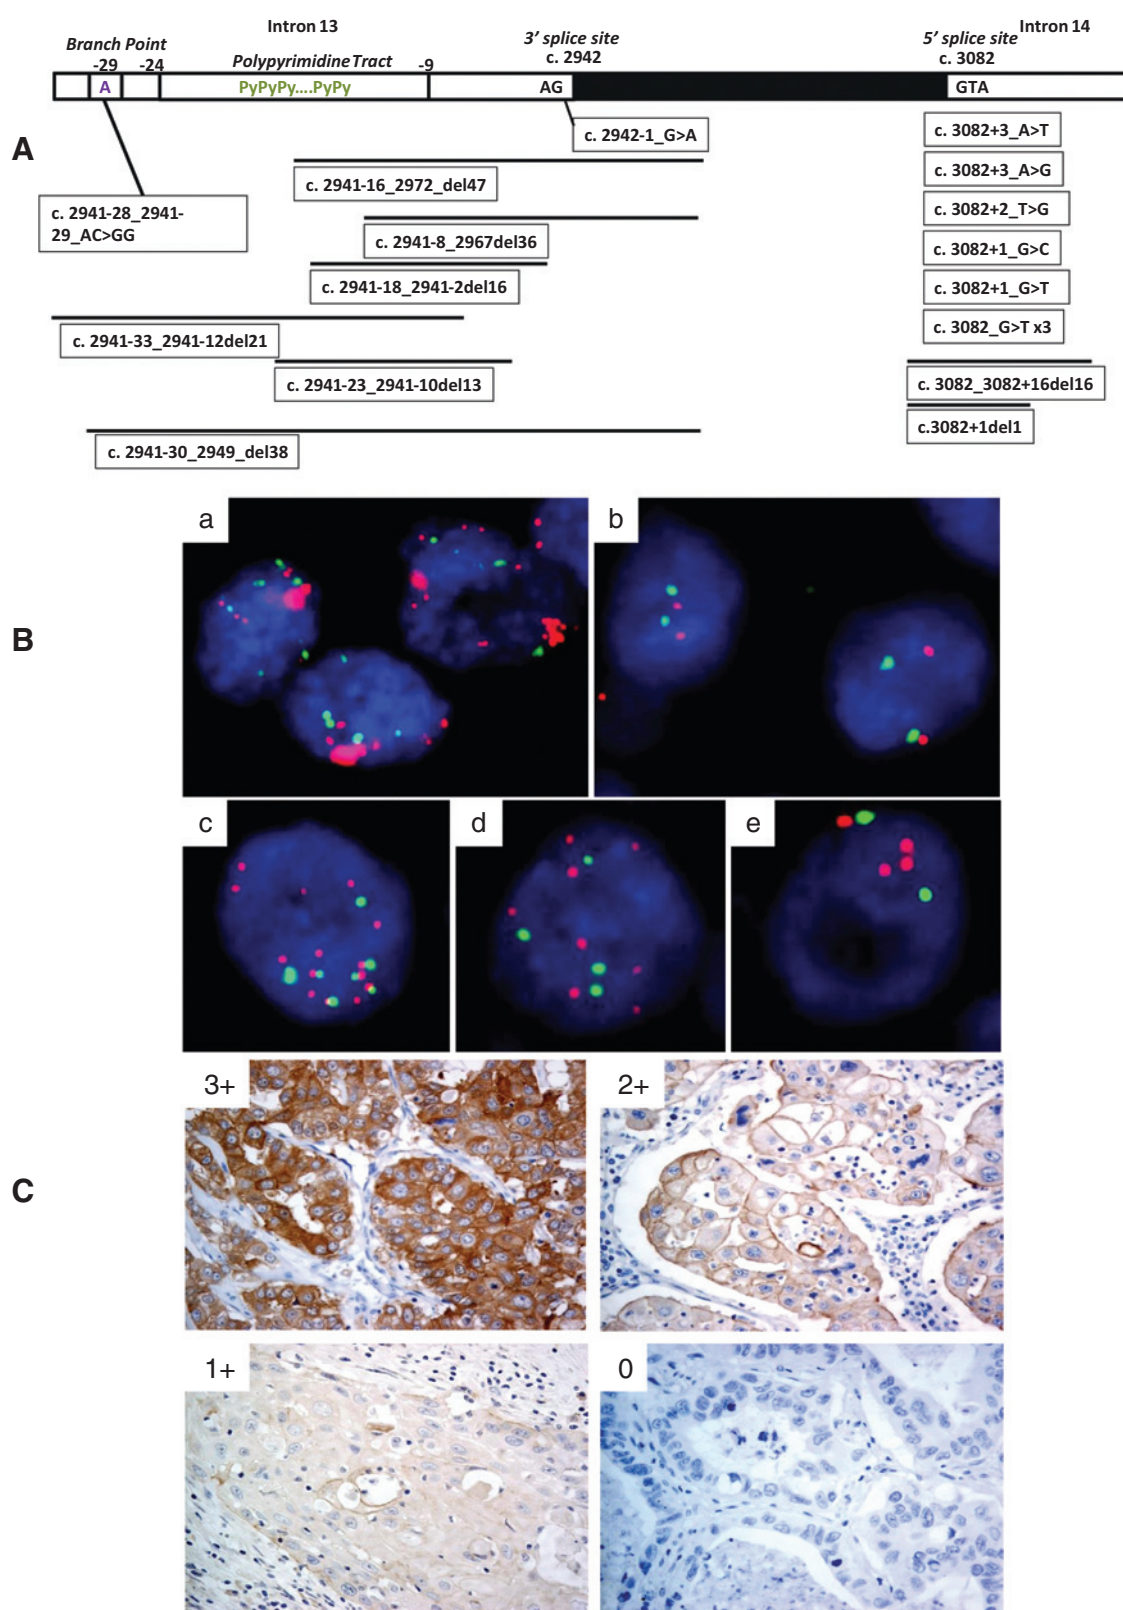 Intron 13
3’ splice site
5’ splice site
Intron 14
Branch Point
-29
-24
Polypyrimidine Tract
-9
c. 2942
c. 3082
A
PyPyPy....PyPy
AG
GTA
A
c. 2942-1_G>A
c. 2941-16_2972_del47
c. 2941-28_2941-
29_AC>GG
c. 2941-8_2967del36
c. 2941-18_2941-2del16
c. 2941-33_2941-12del21
c. 2941-23_2941-10del13
c. 2941-30_2949_del38
c. 3082+3_A>T
c. 3082+3_A>G
c. 3082+2_T>G
c. 3082+1_G>C
c. 3082+1_G>T
c. 3082_G>T x3
c. 3082_3082+16del16
c.3082+1del1
B
a
b
c
d
e
C
3+
2+
1+
0